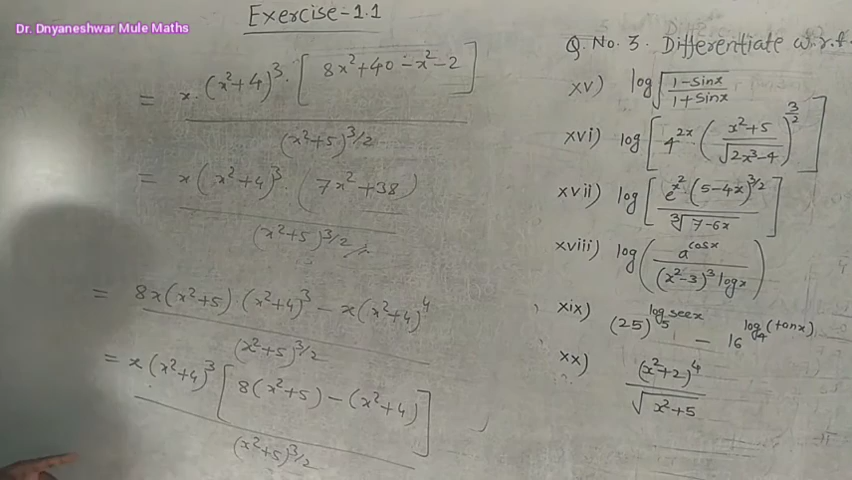 Exercise-1.1
Dr. Dnyaneshwar Mule Maths
= x·(x²+4)³·[8x²+40-x²-2]
(x²+5)^3/2
= x(x²+4)³·(7x²+38)
(x²+5)^3/2
= 8x(x²+5)·(x²+4)³ - x(x²+4)⁴
(x²+5)^3/2
= x(x²+4)³[8(x²+5)-(x²+4)]
(x²+5)^3/2
Q. No. 3. Differentiate w.r.t.
xv) log√(1-sinx / 1+sinx)
xvi) log[4^2x (x²+5 / √2x³-4)^3/2]
xvii) log[e^x²·(5-4x)^3/2 / ³√7-6x]
xviii) log(a^cosx / (x²-3)³ logx)
xix) (25)^log₅secx - 16^log₄(tanx)
xx) (x²+2)⁴
√x²+5